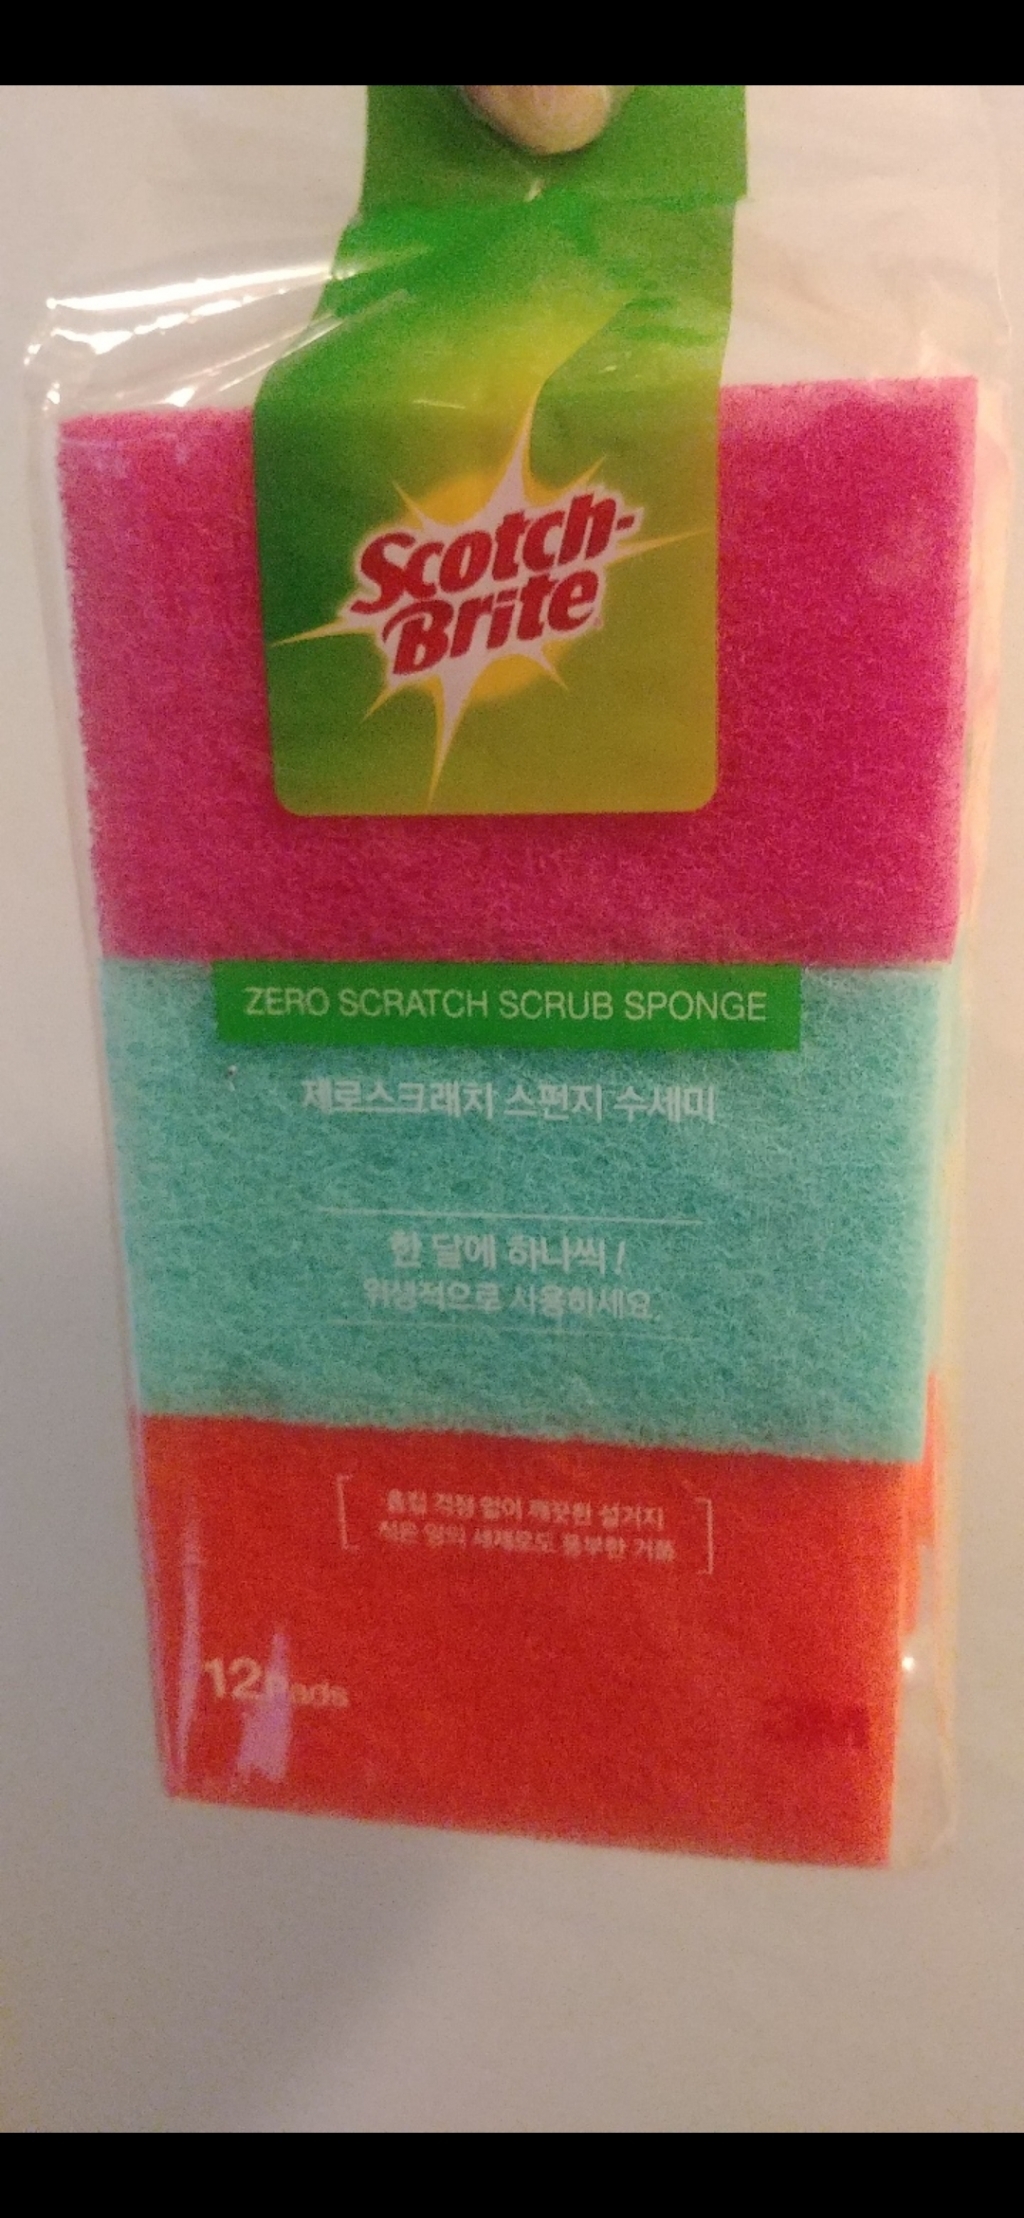 Scotch-
Brite
ZERO SCRATCH SCRUB SPONGE
제로스크래치 스펀지 수세미
한 달에 하나씩!
위생적으로 사용하세요.
흠집 걱정 없이 깨끗한 설거지
적은 양의 세제로도 풍부한 거품
12Pads
3M